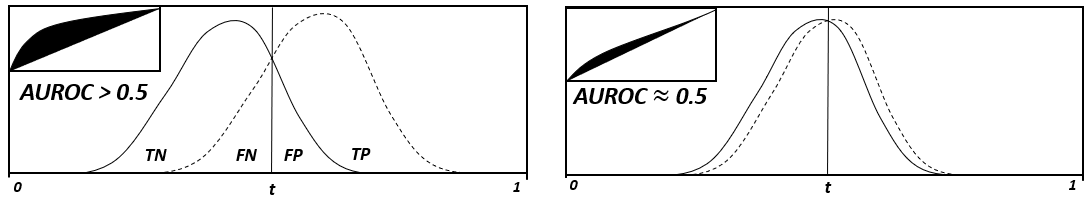 AUROC > 0.5
TN FN FP TP
0 t 1
AUROC ≈ 0.5
0 t 1